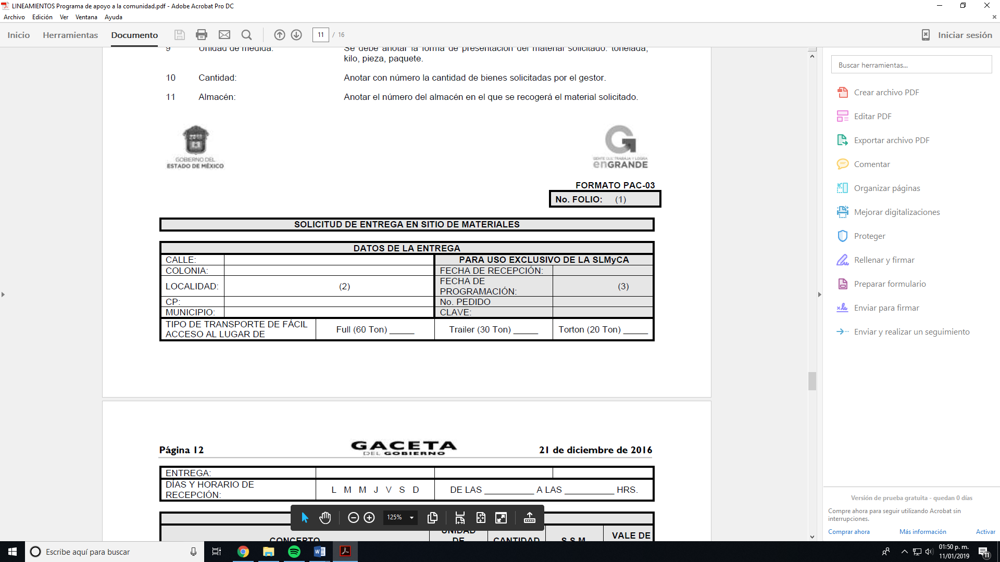 LINEAMIENTOS Programa de apoyo a la comunidad.pdf - Adobe Acrobat Pro DC
Archivo Edición Ver Ventana Ayuda
Inicio Herramientas Documento 11 / 16 Iniciar sesión
9 Unidad de medida: Se debe anotar la forma de presentación del material solicitado: tonelada,
kilo, pieza, paquete.
10 Cantidad: Anotar con número la cantidad de bienes solicitadas por el gestor.
11 Almacén: Anotar el número del almacén en el que se recogerá el material solicitado.
GOBIERNO DEL
ESTADO DE MÉXICO
GENTE QUE TRABAJA Y LOGRA
enGRANDE
FORMATO PAC-03
No. FOLIO: (1)
SOLICITUD DE ENTREGA EN SITIO DE MATERIALES
DATOS DE LA ENTREGA
CALLE: PARA USO EXCLUSIVO DE LA SLMyCA
COLONIA: FECHA DE RECEPCIÓN:
LOCALIDAD: (2) FECHA DE PROGRAMACIÓN: (3)
CP: No. PEDIDO
MUNICIPIO: CLAVE:
TIPO DE TRANSPORTE DE FÁCIL
ACCESO AL LUGAR DE
Full (60 Ton) _____ Trailer (30 Ton) _____ Torton (20 Ton) _____
Página 12 GACETA DEL GOBIERNO 21 de diciembre de 2016
ENTREGA:
DÍAS Y HORARIO DE
RECEPCIÓN:
L M M J V S D DE LAS __________ A LAS __________ HRS.
CONCEPTO UNIDAD DE CANTIDAD S.S.M. VALE DE
125%
Buscar herramientas...
Crear archivo PDF
Editar PDF
Exportar archivo PDF
Comentar
Organizar páginas
Mejorar digitalizaciones
Proteger
Rellenar y firmar
Preparar formulario
Enviar para firmar
Enviar y realizar un seguimiento
Versión de prueba gratuita - quedan 0 días
Compre ahora para seguir utilizando Acrobat sin
interrupciones.
Comprar ahora Más información Activar
Escribe aquí para buscar
01:50 p. m.
11/01/2019
11